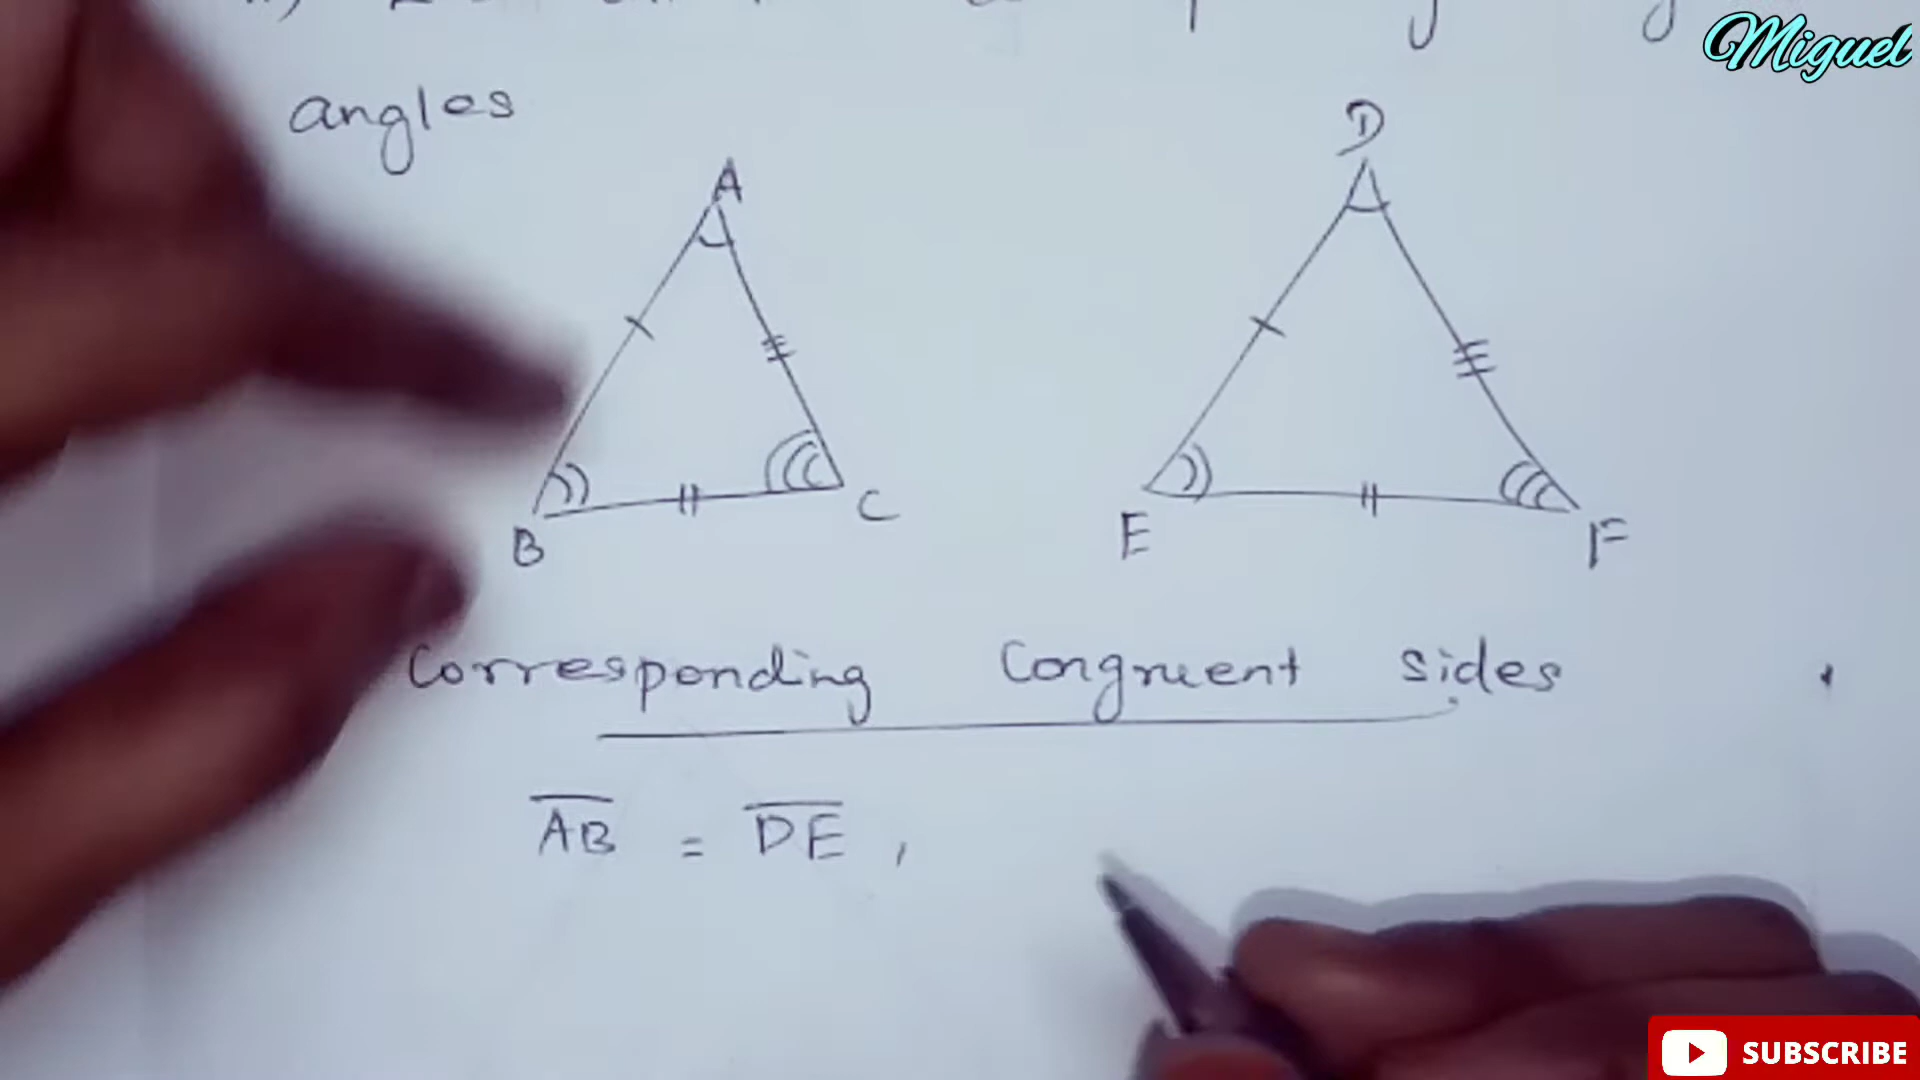 Miguel
angles
A
D
B
C
E
F
Corresponding Congruent sides
AB = DE ,
SUBSCRIBE